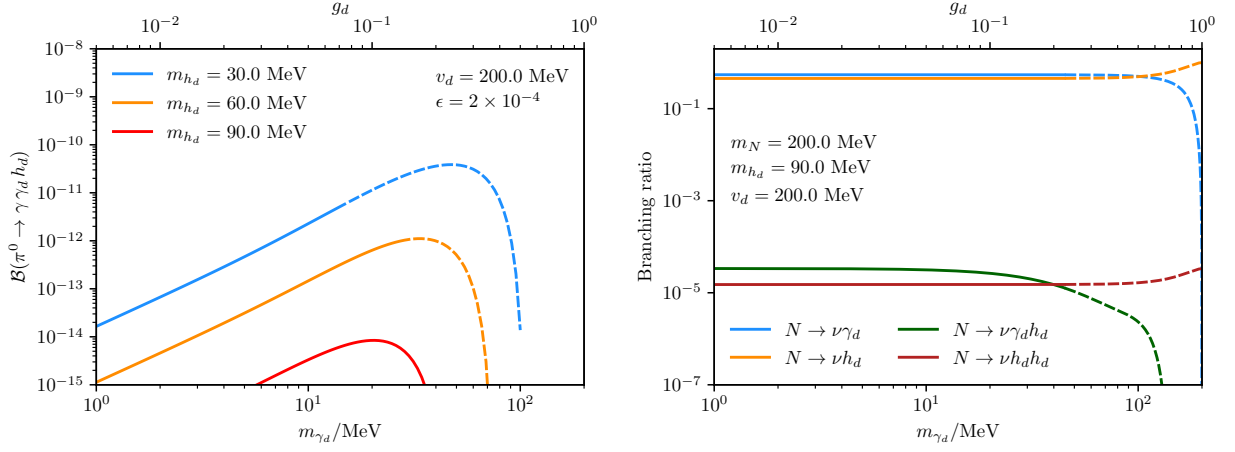 g_d
10^{-2} 10^{-1} 10^0
10^{-8}
10^{-9}
10^{-10}
10^{-11}
10^{-12}
10^{-13}
10^{-14}
10^{-15}
B(π^0 → γ γ_d h_d)
m_{h_d} = 30.0 MeV
m_{h_d} = 60.0 MeV
m_{h_d} = 90.0 MeV
v_d = 200.0 MeV
ϵ = 2 × 10^{-4}
10^0 10^1 10^2
m_{γ_d}/MeV
g_d
10^{-2} 10^{-1} 10^0
10^{-1}
10^{-3}
10^{-5}
10^{-7}
Branching ratio
m_N = 200.0 MeV
m_{h_d} = 90.0 MeV
v_d = 200.0 MeV
N → νγ_d
N → νh_d
N → νγ_d h_d
N → νh_d h_d
10^0 10^1 10^2
m_{γ_d}/MeV